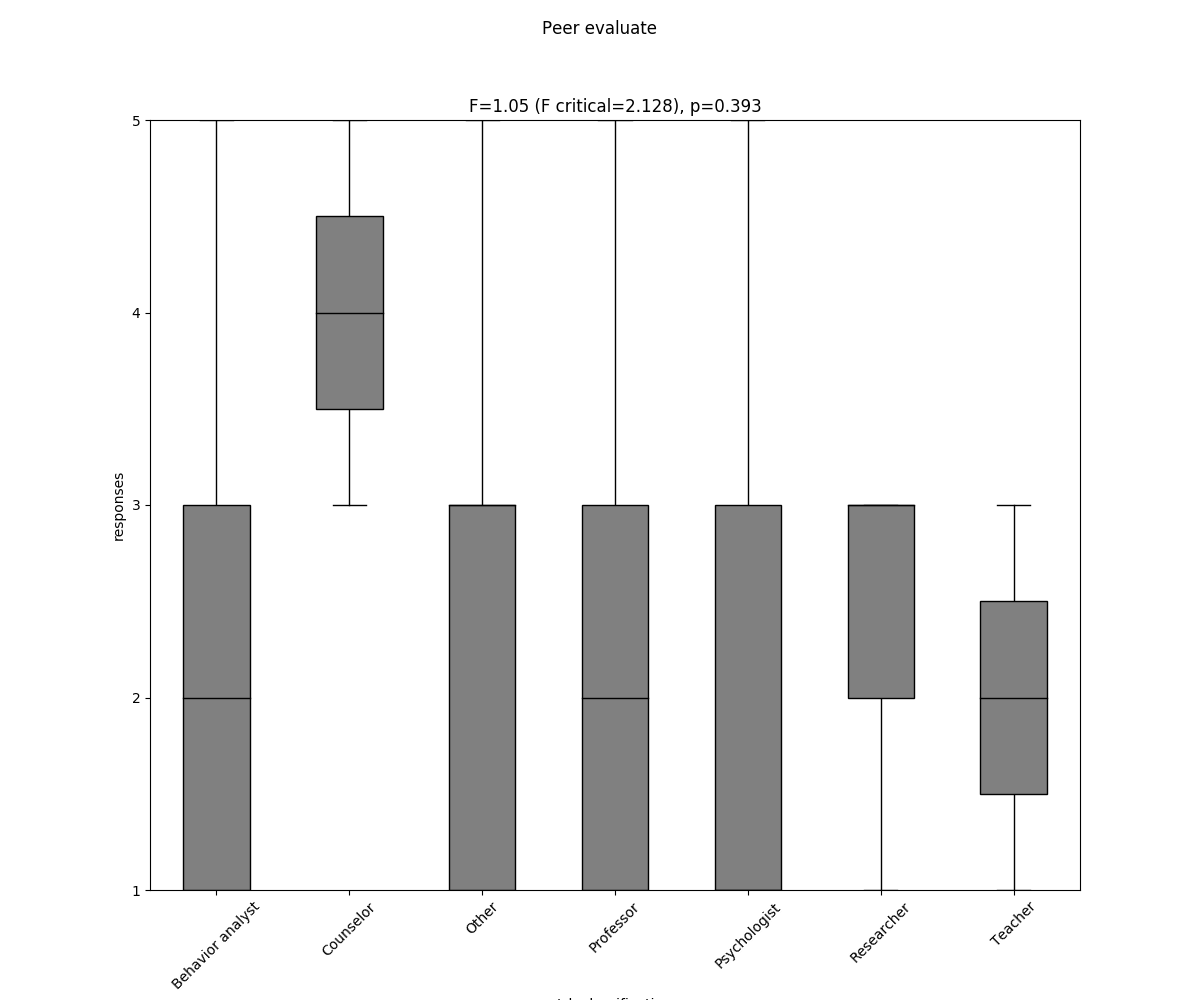 Peer evaluate
F=1.05 (F critical=2.128), p=0.393
5
4
3
2
1
responses
Behavior analyst
Counselor
Other
Professor
Psychologist
Researcher
Teacher